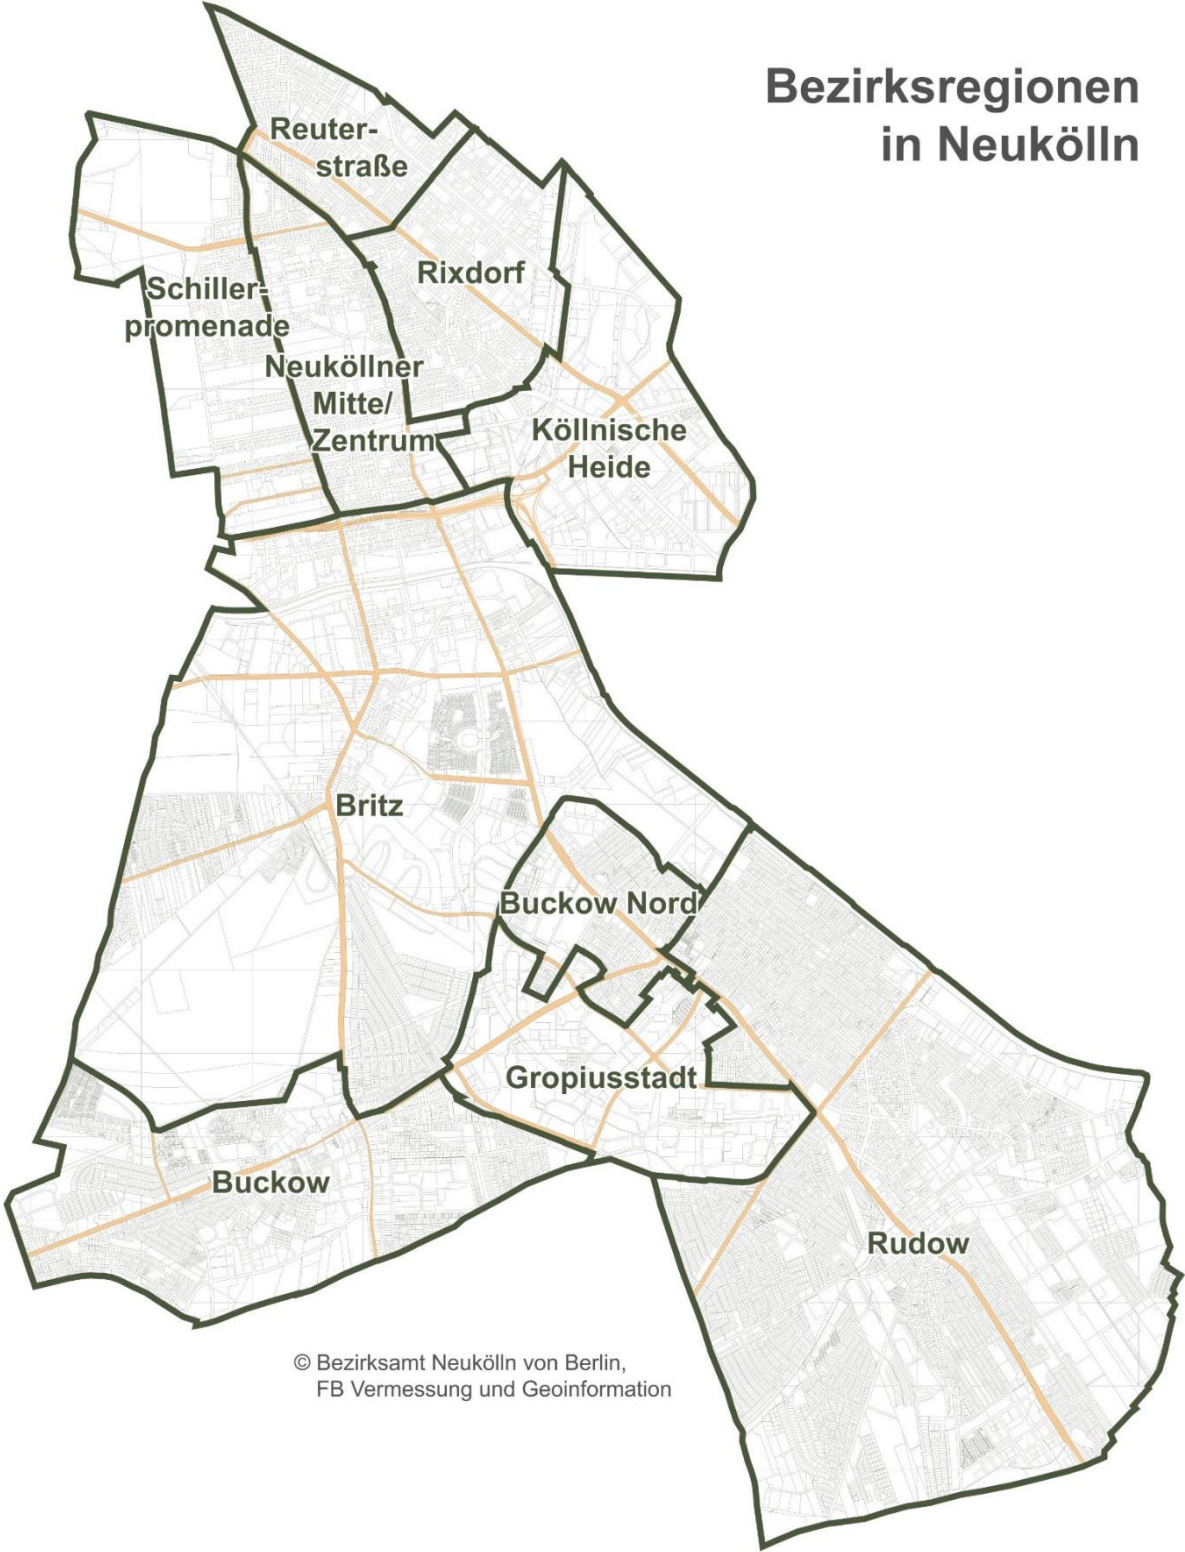 Bezirksregionen
in Neukölln
Reuter-
straße
Rixdorf
Schiller-
promenade
Neuköllner
Mitte/
Zentrum
Köllnische
Heide
Britz
Buckow Nord
Gropiusstadt
Buckow
Rudow
© Bezirksamt Neukölln von Berlin,
FB Vermessung und Geoinformation